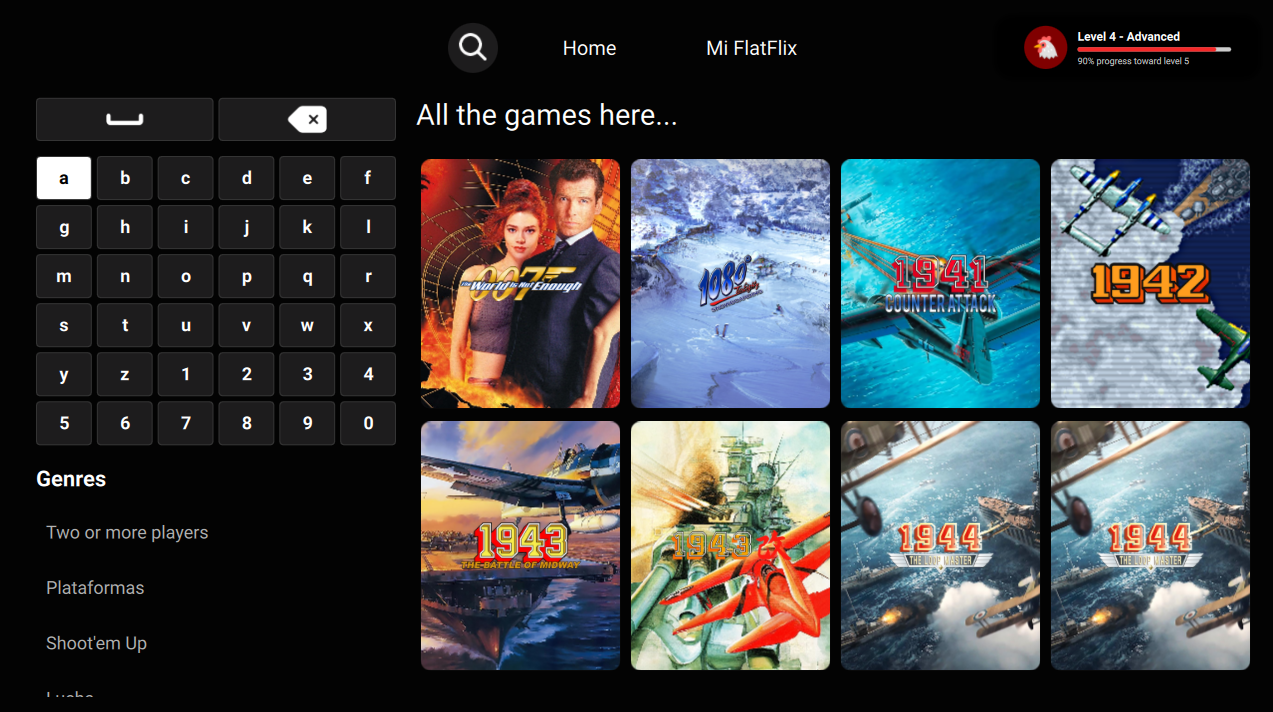 Home
Mi FlatFlix
Level 4 - Advanced
90% progress toward level 5
All the games here...
a b c d e f
g h i j k l
m n o p q r
s t u v w x
y z 1 2 3 4
5 6 7 8 9 0
Genres
Two or more players
Plataformas
Shoot'em Up
007
The World is Not Enough
1080°
1941
COUNTER ATTACK
1942
1943
THE BATTLE OF MIDWAY
1943 改
1944
THE LOOP MASTER
1944
THE LOOP MASTER